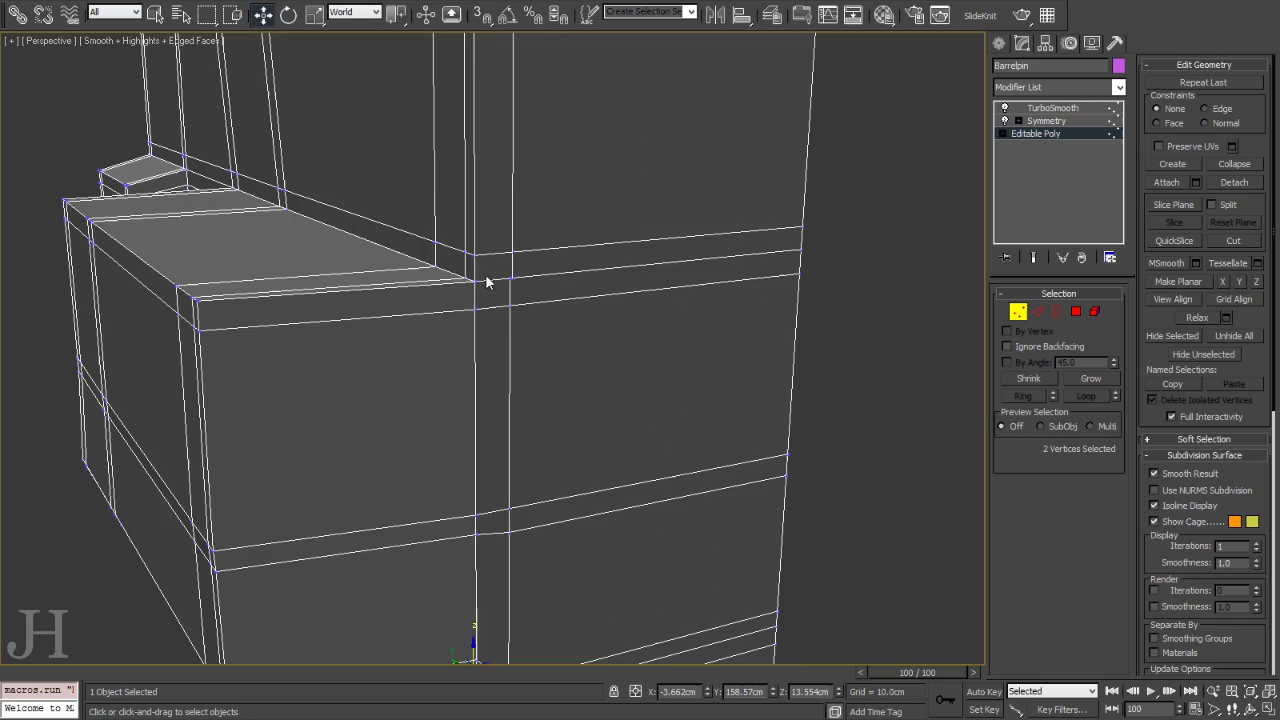 All
World
Create Selection Se
SlideKnit
[ + ] [ Perspective ] [ Smooth + Highlights + Edged Faces ]
Barrelpin
Modifier List
TurboSmooth
Symmetry
Editable Poly
Selection
By Vertex
Ignore Backfacing
By Angle: 45.0
Shrink Grow
Ring Loop
Preview Selection
Off SubObj Multi
2 Vertices Selected
Edit Geometry
Repeat Last
Constraints
None Edge
Face Normal
Preserve UVs
Create Collapse
Attach Detach
Slice Plane Split
Slice Reset Plane
QuickSlice Cut
MSmooth Tessellate
Make Planar X Y Z
View Align Grid Align
Relax
Hide Selected Unhide All
Hide Unselected
Named Selections:
Copy Paste
Delete Isolated Vertices
Full Interactivity
Soft Selection
Subdivision Surface
Smooth Result
Use NURMS Subdivision
Isoline Display
Show Cage......
Display
Iterations: 1
Smoothness: 1.0
Render
Iterations: 0
Smoothness: 1.0
Separate By
Smoothing Groups
Materials
Update Options
JH
z
y
100 / 100
macros.run "
1 Object Selected
X: -3.662cm Y: 158.57cm Z: 13.554cm Grid = 10.0cm
Auto Key Selected
Welcome to M
Click or click-and-drag to select objects
Add Time Tag
Set Key Key Filters... 100